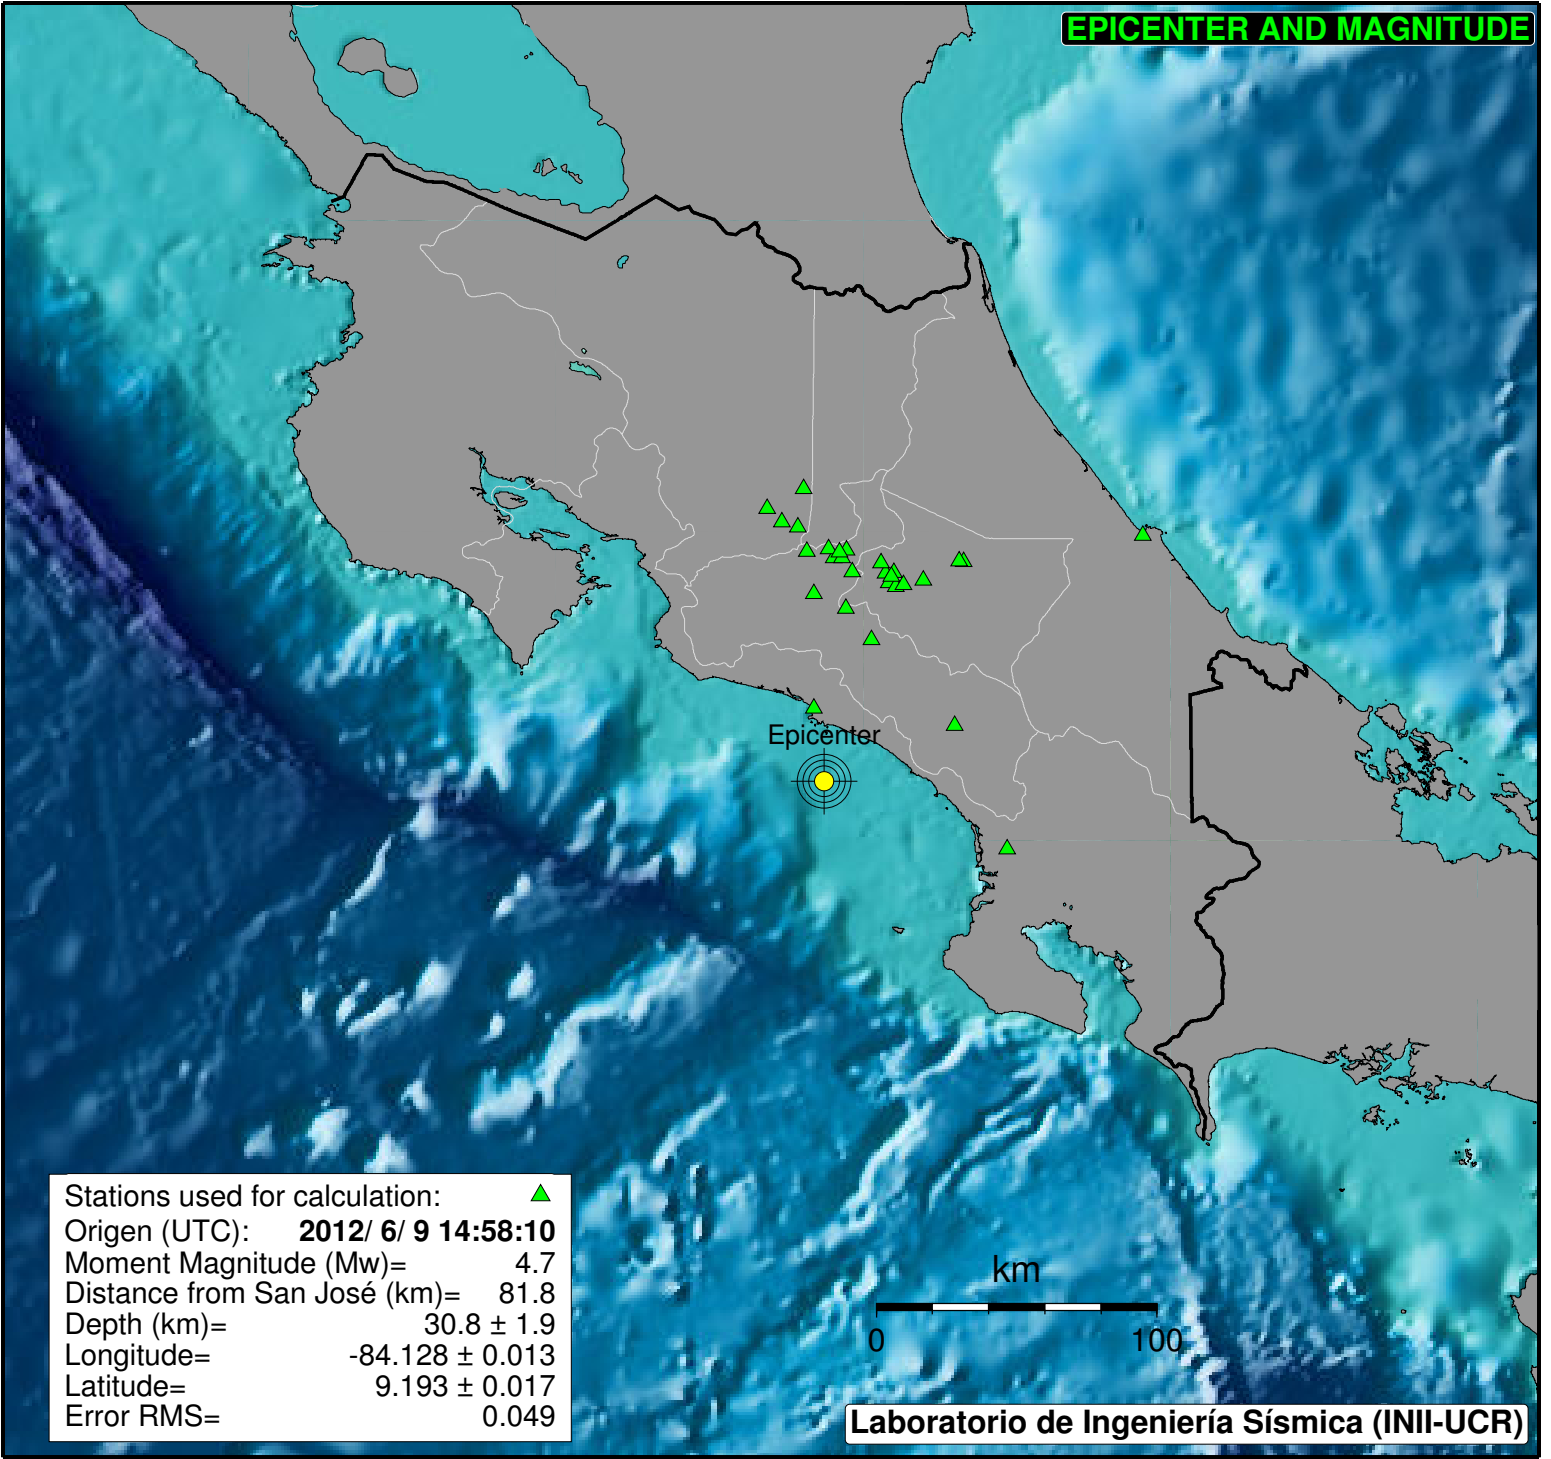 EPICENTER AND MAGNITUDE
Epicenter
Stations used for calculation:
Origen (UTC): 2012/ 6/ 9 14:58:10
Moment Magnitude (Mw)= 4.7
Distance from San José (km)= 81.8
Depth (km)= 30.8 ± 1.9
Longitude= -84.128 ± 0.013
Latitude= 9.193 ± 0.017
Error RMS= 0.049
km
0 100
Laboratorio de Ingeniería Sísmica (INII-UCR)